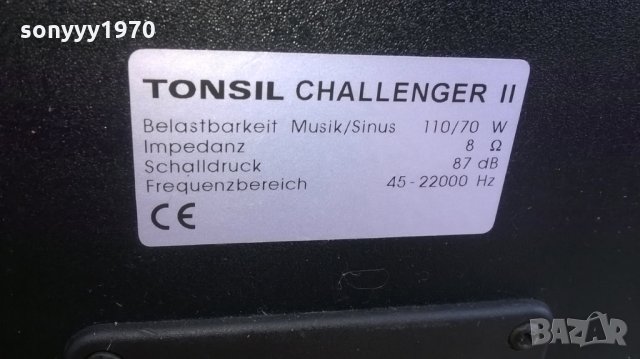 sonyyy1970
TONSIL CHALLENGER II
Belastbarkeit Musik/Sinus 110/70 W
Impedanz 8 Ω
Schalldruck 87 dB
Frequenzbereich 45-22000 Hz
CE
BAZAR